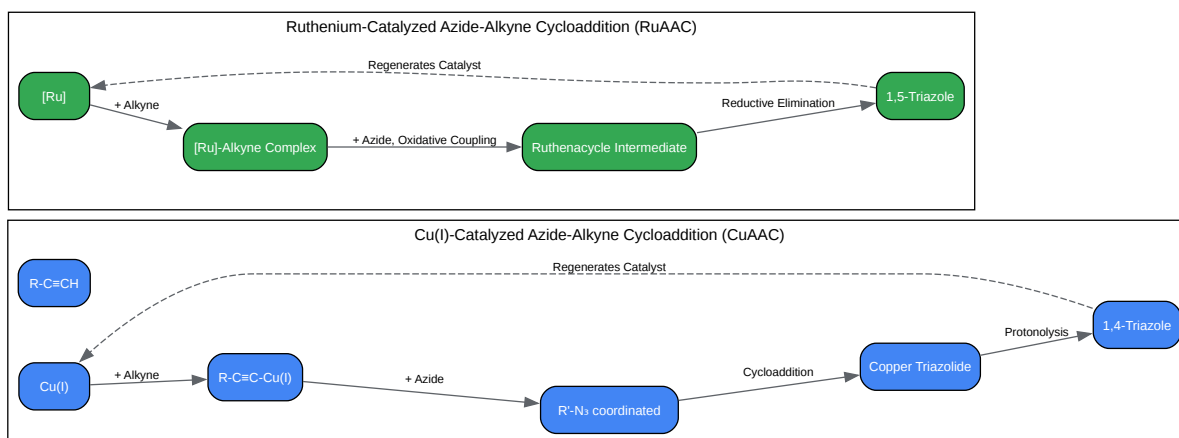 Ruthenium-Catalyzed Azide-Alkyne Cycloaddition (RuAAC)
Regenerates Catalyst
[Ru]
+ Alkyne
[Ru]-Alkyne Complex
+ Azide, Oxidative Coupling
Ruthenacycle Intermediate
Reductive Elimination
1,5-Triazole
Cu(I)-Catalyzed Azide-Alkyne Cycloaddition (CuAAC)
R-C≡CH
Regenerates Catalyst
Cu(I)
+ Alkyne
R-C≡C-Cu(I)
+ Azide
R'-N₃ coordinated
Cycloaddition
Copper Triazolide
Protonolysis
1,4-Triazole